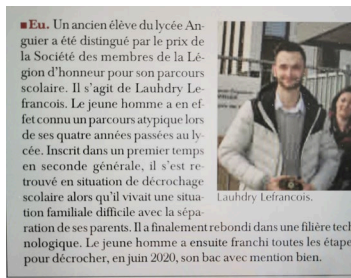 ■Eu. Un ancien élève du lycée An-
guier a été distingué par le prix de
la Société des membres de la Lé-
gion d'honneur pour son parcours
scolaire. Il s'agit de Lauhdry Le-
francois. Le jeune homme a en ef-
fet connu un parcours atypique lors
de ses quatre années passées au ly-
cée. Inscrit dans un premier temps
en seconde générale, il s'est re-
trouvé en situation de décrochage
scolaire alors qu'il vivait une situa-
tion familiale difficile avec la sépa-
Lauhdry Lefrancois.
ration de ses parents. Il a finalement rebondi dans une filière tech
nologique. Le jeune homme a ensuite franchi toutes les étape
pour décrocher, en juin 2020, son bac avec mention bien.